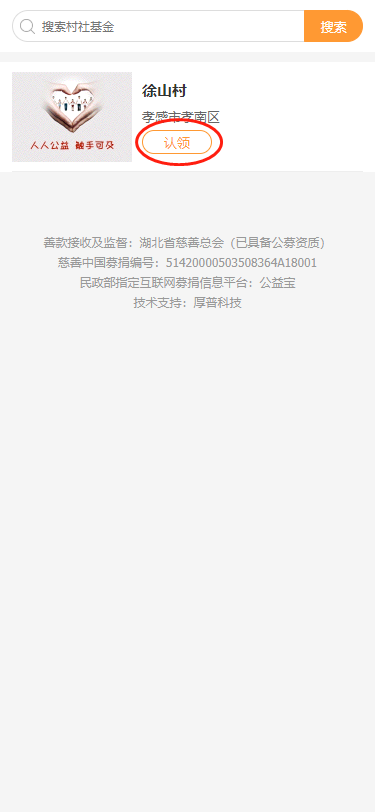 搜索村社基金
搜索
徐山村
孝感市孝南区
人人公益 触手可及
认领
善款接收及监督：湖北省慈善总会（已具备公募资质）
慈善中国募捐编号：51420000503508364A18001
民政部指定互联网募捐信息平台：公益宝
技术支持：厚普科技